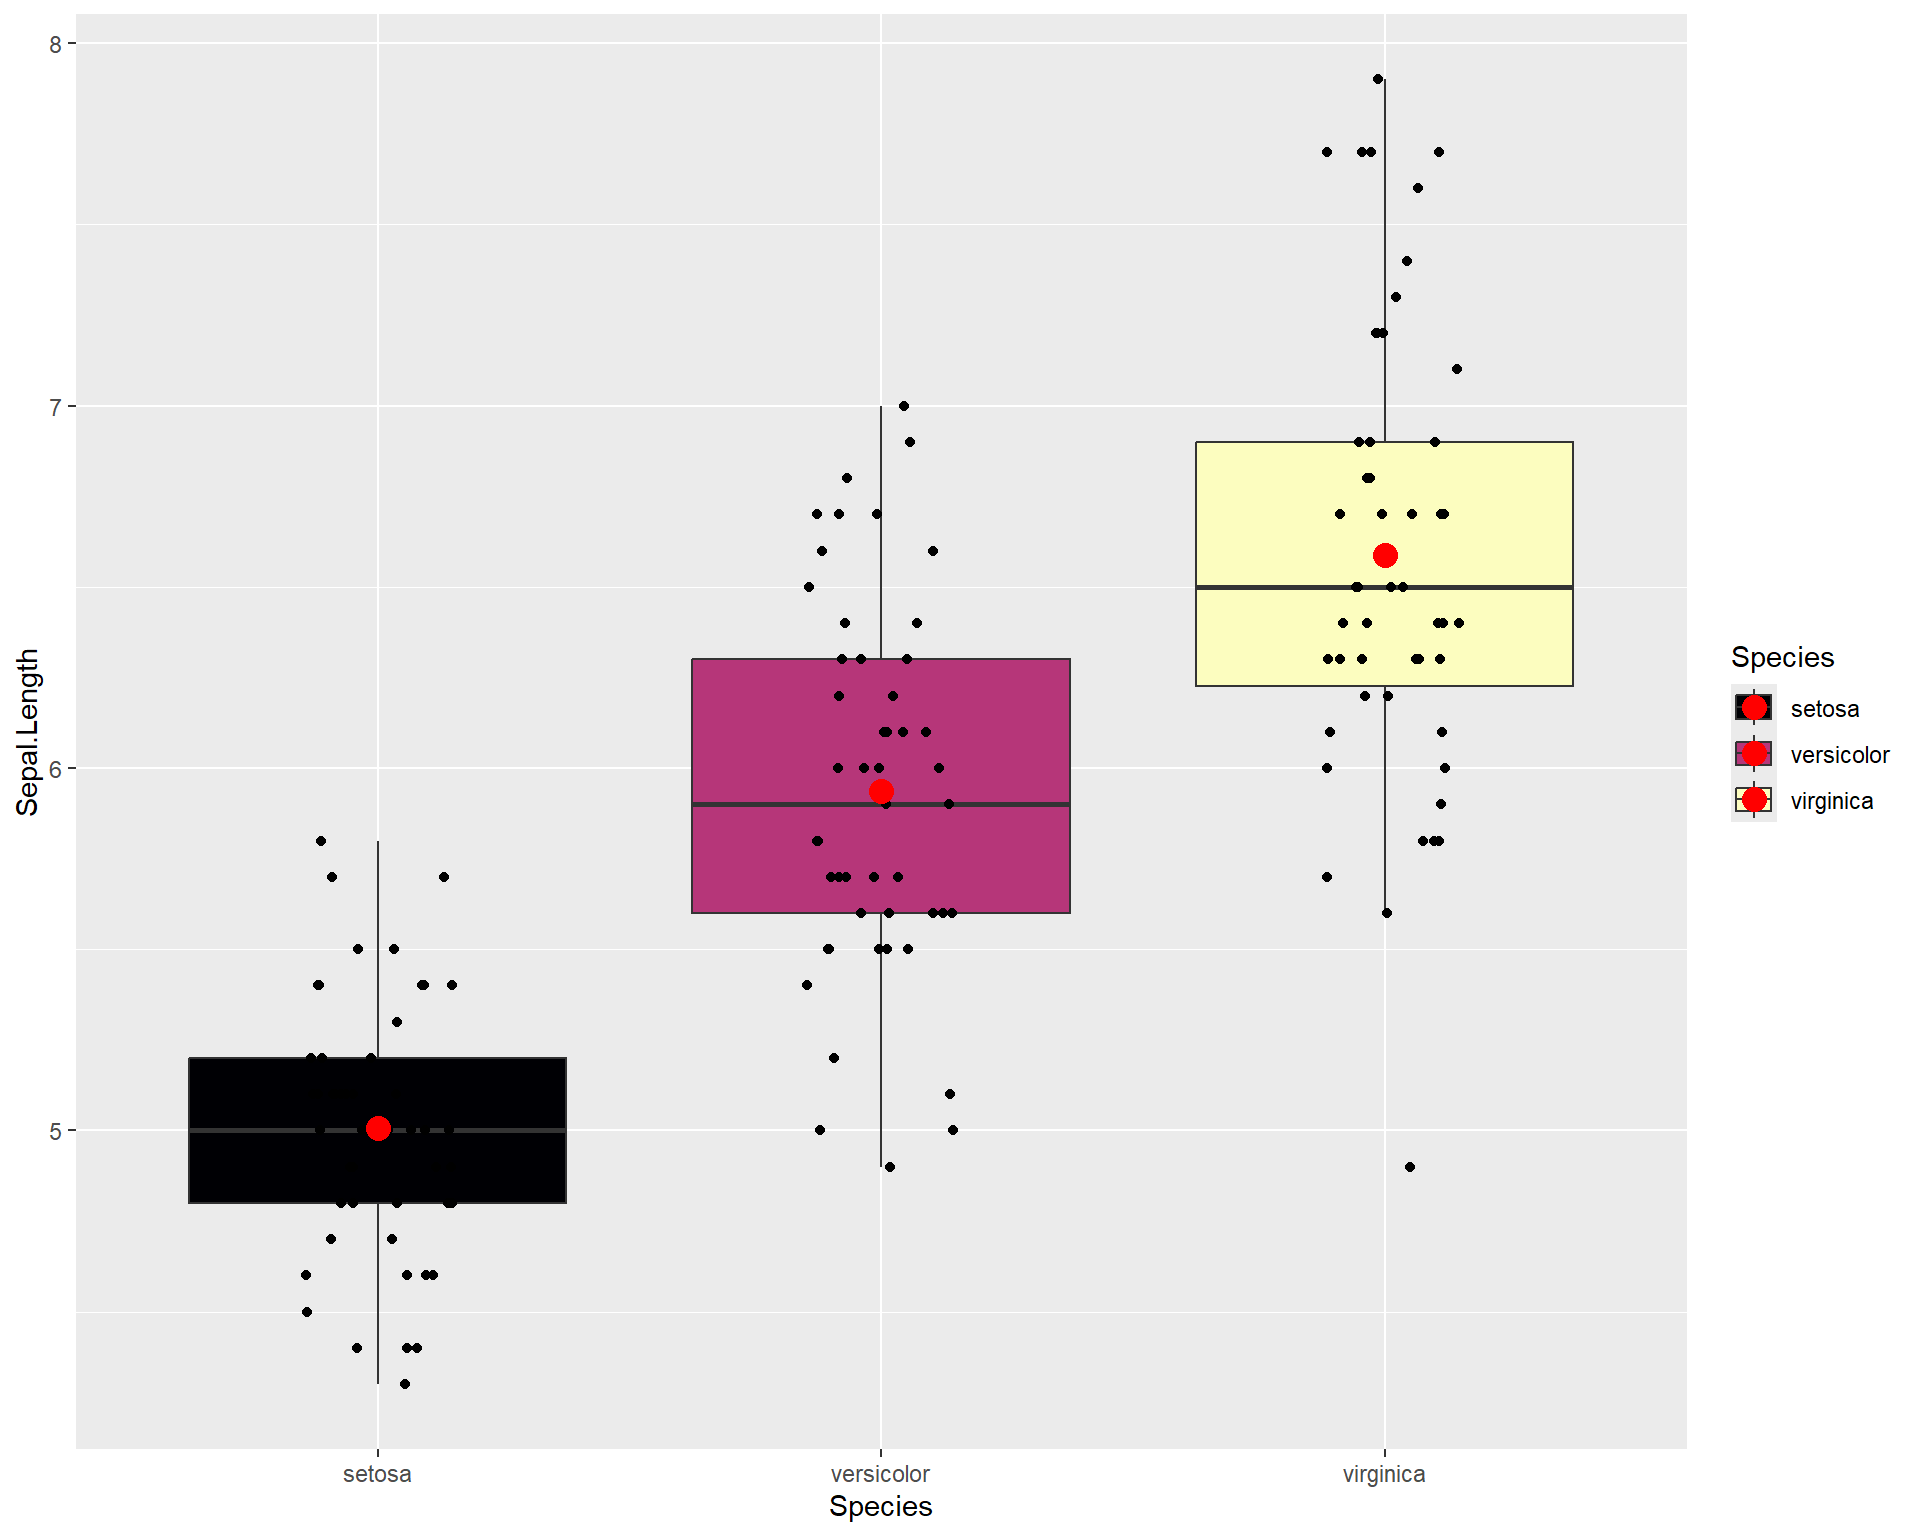 8
7
6
5
Sepal.Length
setosa
versicolor
virginica
Species
Species
setosa
versicolor
virginica